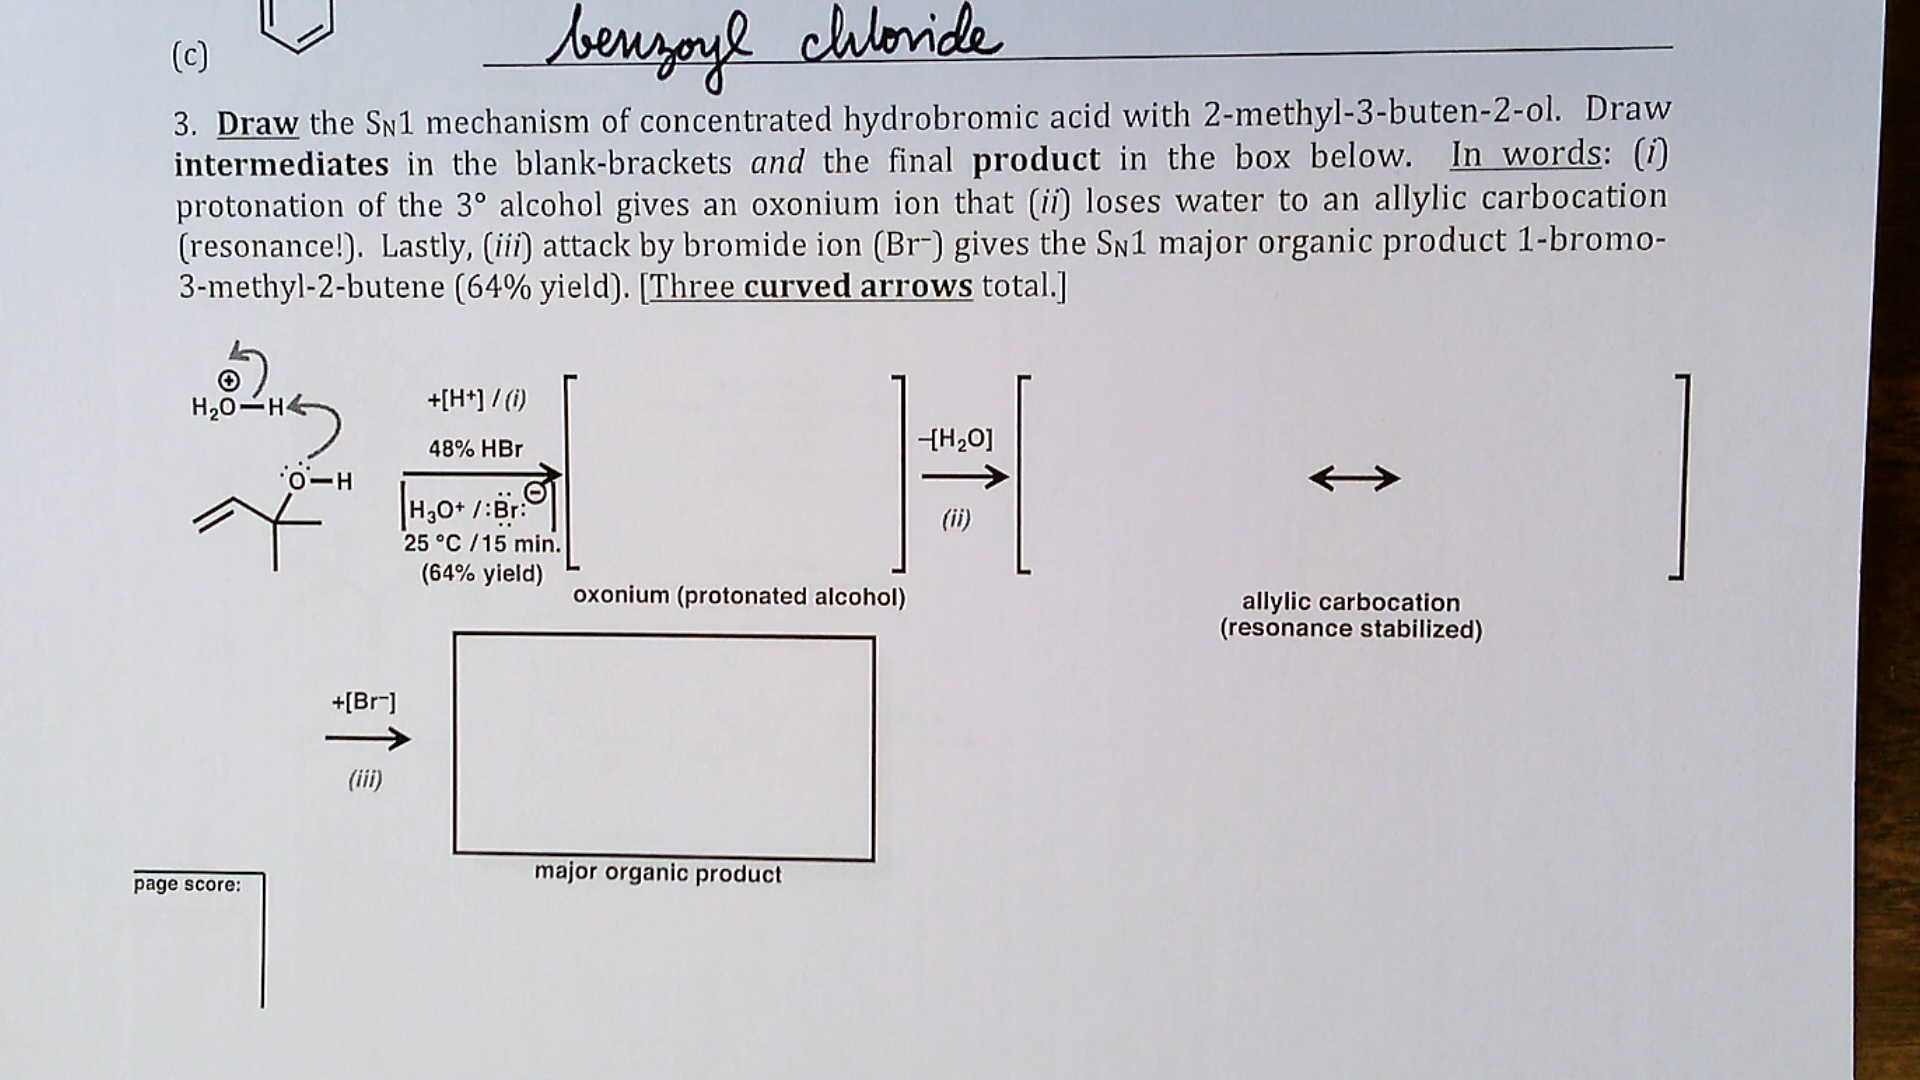 (c) benzoyl chloride
3. Draw the SN1 mechanism of concentrated hydrobromic acid with 2-methyl-3-buten-2-ol. Draw
intermediates in the blank-brackets and the final product in the box below. In words: (i)
protonation of the 3° alcohol gives an oxonium ion that (ii) loses water to an allylic carbocation
(resonance!). Lastly, (iii) attack by bromide ion (Br⁻) gives the SN1 major organic product 1-bromo-
3-methyl-2-butene (64% yield). [Three curved arrows total.]
⊕
H₂O—H
:Ö—H
+[H⁺] / (i)
48% HBr
H₃O⁺ / :Br: ⊖
25 °C / 15 min.
(64% yield)
oxonium (protonated alcohol)
–[H₂O]
(ii)
allylic carbocation
(resonance stabilized)
+[Br⁻]
(iii)
major organic product
page score: